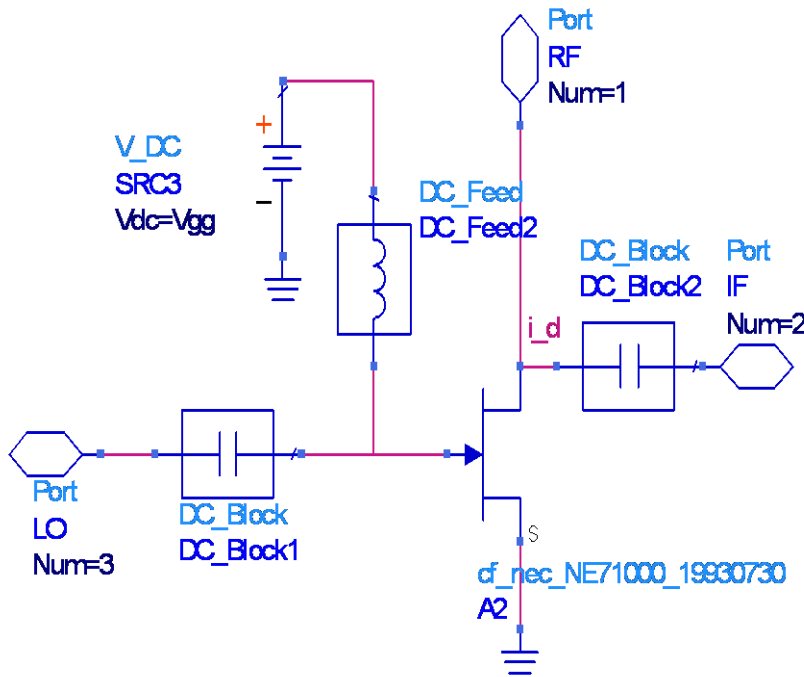 Port
RF
Num=1
+
V_DC
SRC3
Vdc=Vgg
−
DC_Feed
DC_Feed2
DC_Block
DC_Block2
Port
IF
Num=2
i_d
Port
LO
Num=3
DC_Block
DC_Block1
S
cf_nec_NE71000_19930730
A2